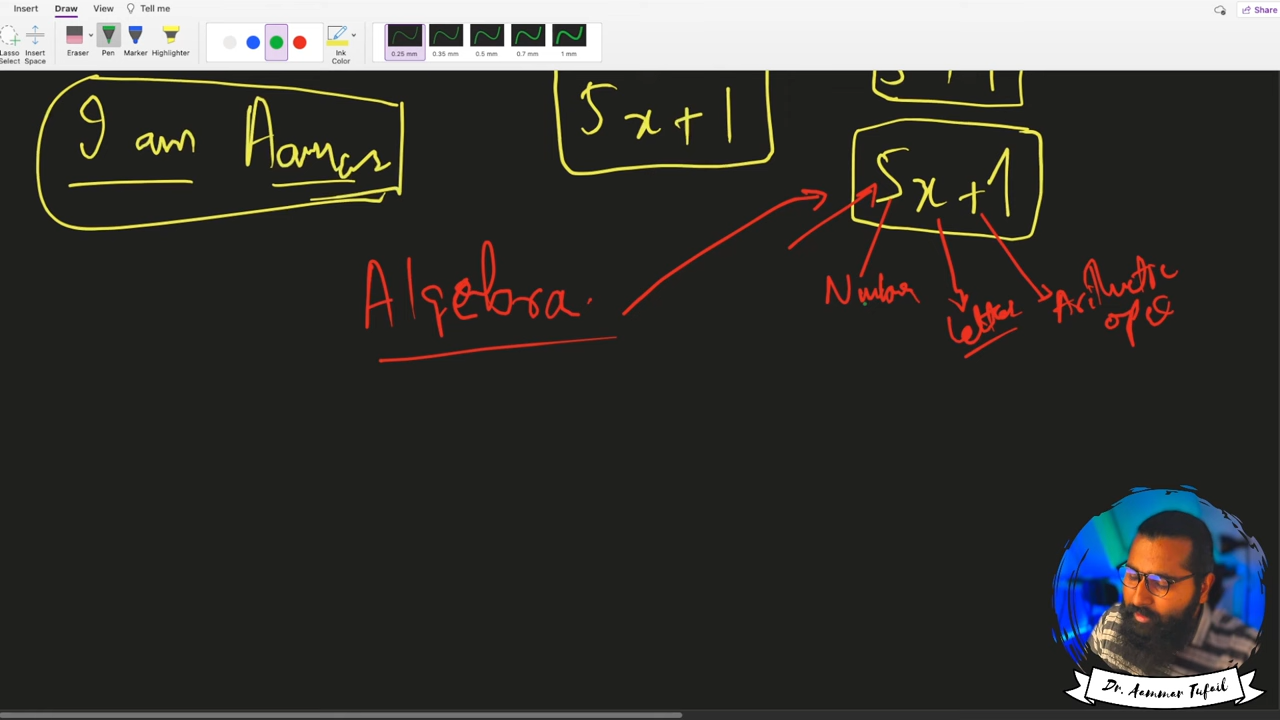 Insert Draw View Tell me
Share
Lasso Select
Insert Space
Eraser
Pen
Marker
Highlighter
Ink Color
0.25 mm 0.35 mm 0.5 mm 0.7 mm 1 mm
I am Aamar
5x+1
5x+1
Algebra.
Number
letter
Arithmetic
Dr. Aammar Tufail